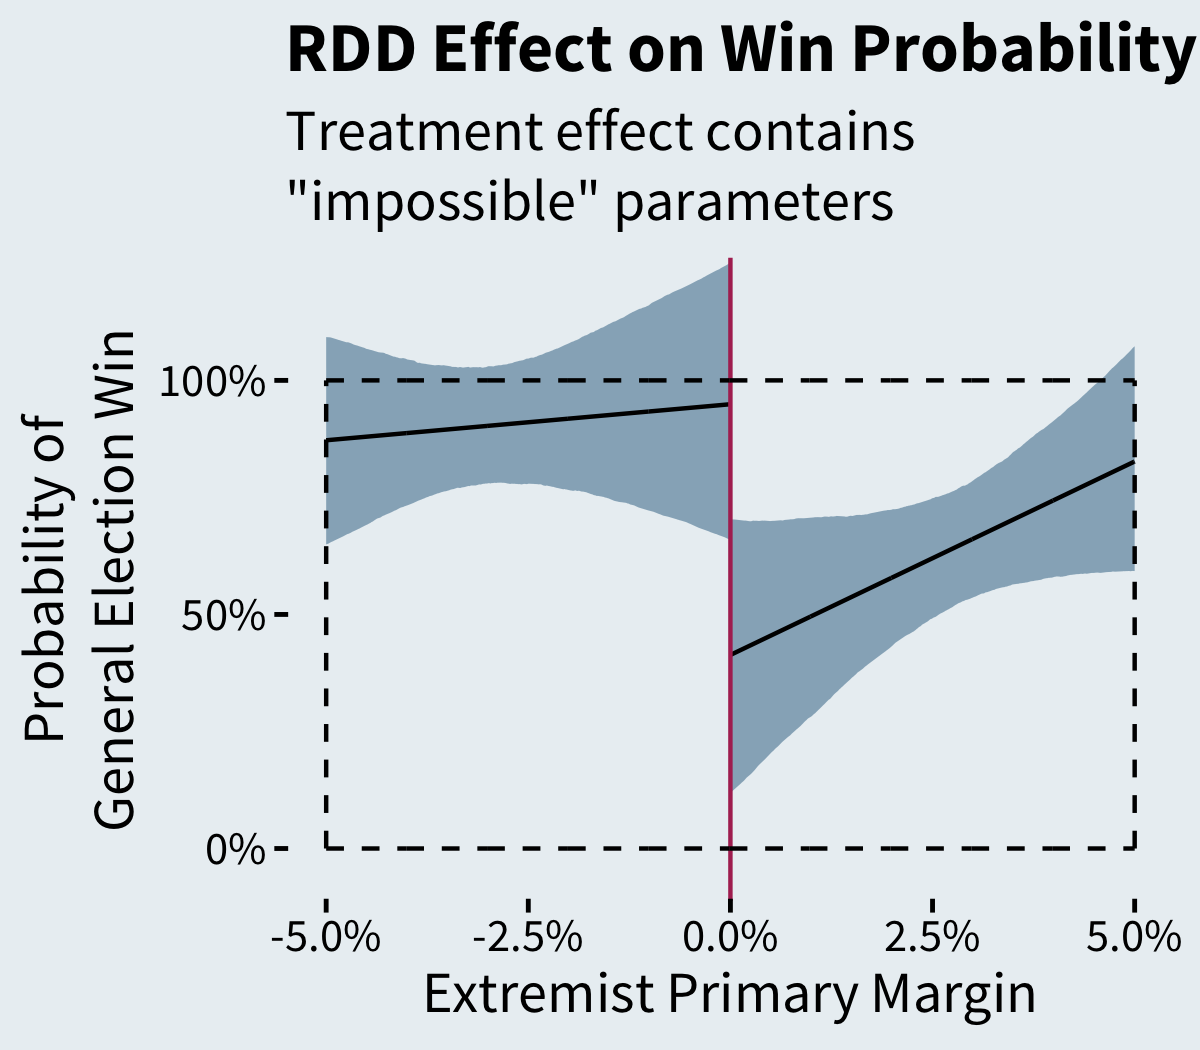 RDD Effect on Win Probability
Treatment effect contains
"impossible" parameters
Probability of
General Election Win
100%
50%
0%
-5.0%
-2.5%
0.0%
2.5%
5.0%
Extremist Primary Margin